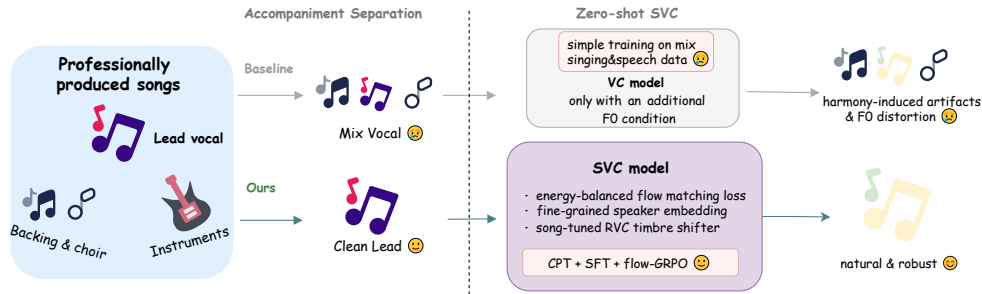 Accompaniment Separation
Zero-shot SVC
Professionally
produced songs
Lead vocal
Backing & choir
Instruments
Baseline
Mix Vocal 😢
simple training on mix
singing&speech data 😢
VC model
only with an additional
F0 condition
harmony-induced artifacts
& F0 distortion 😢
Ours
Clean Lead 🙂
SVC model
· energy-balanced flow matching loss
· fine-grained speaker embedding
· song-tuned RVC timbre shifter
CPT + SFT + flow-GRPO 🙂
natural & robust 😊